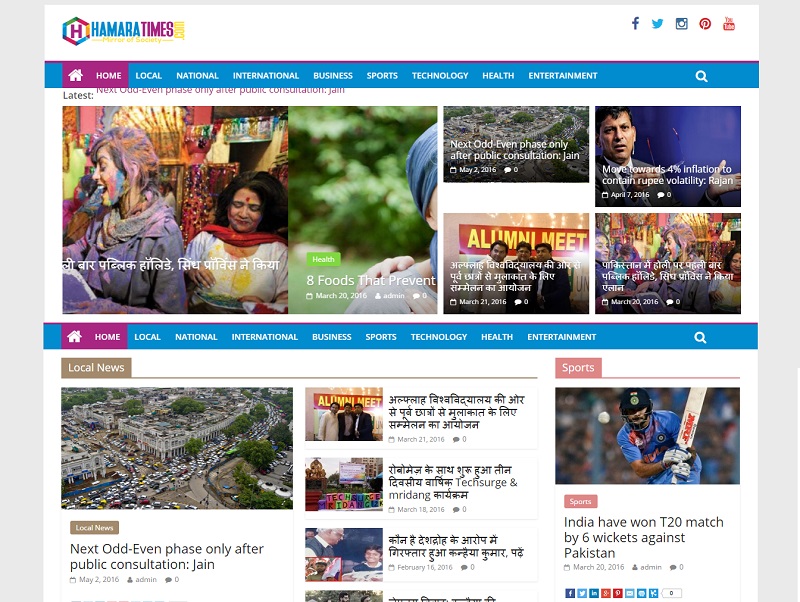 HAMARATIMES.com
Mirror of Society
HOME LOCAL NATIONAL INTERNATIONAL BUSINESS SPORTS TECHNOLOGY HEALTH ENTERTAINMENT
Latest: Next Odd-Even phase only after public consultation: Jain
ली बार पब्लिक हॉलिडे, सिंध प्रोविंस ने किया
Health
8 Foods That Prevent
March 20, 2016 admin 0
Next Odd-Even phase only
after public consultation: Jain
May 2, 2016 0
Move towards 4% inflation to
contain rupee volatility: Rajan
April 7, 2016 0
ALUMNI MEET
अल्फ्लाह विश्वविद्यालय की ओर से
पूर्व छात्रों से मुलाकात के लिए
सम्मेलन का आयोजन
March 21, 2016 0
पाकिस्तान में होली पर पहली बार
पब्लिक हॉलिडे, सिंध प्रोविंस ने किया
ऐलान
March 20, 2016 0
HOME LOCAL NATIONAL INTERNATIONAL BUSINESS SPORTS TECHNOLOGY HEALTH ENTERTAINMENT
Local News
Local News
Next Odd-Even phase only after
public consultation: Jain
May 2, 2016 admin 0
ALUMNI MEET
अल्फ्लाह विश्वविद्यालय की ओर
से पूर्व छात्रों से मुलाकात के लिए
सम्मेलन का आयोजन
March 21, 2016 0
TECHSURGE
MRIDANG 2K
रोबोमेज़ के साथ शुरू हुआ तीन
दिवसीय वार्षिक Techsurge &
mridang कार्यक्रम
March 18, 2016 0
कौन है देशद्रोह के आरोप में
गिरफ्तार हुआ कन्हैया कुमार, पढ़ें
February 16, 2016 0
Sports
Sports
India have won T20 match
by 6 wickets against
Pakistan
March 20, 2016 admin 0
0